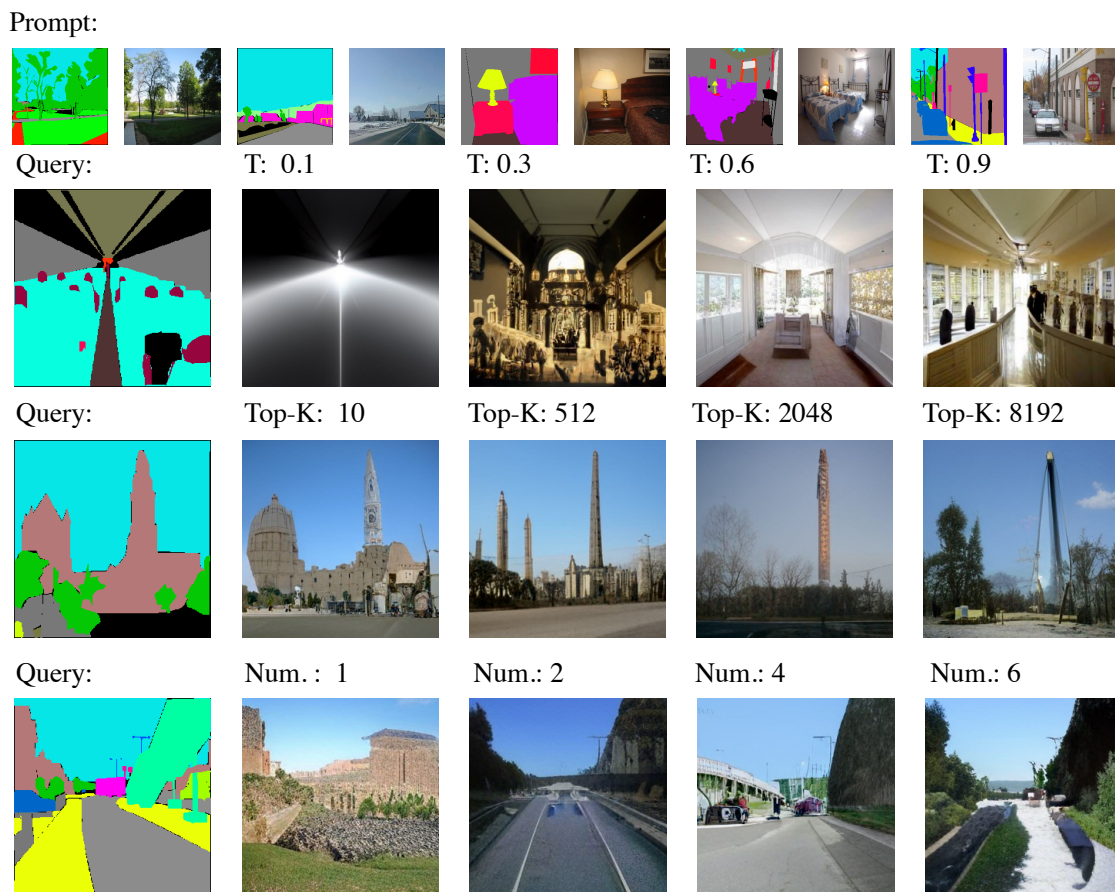 Prompt:
Query: T: 0.1 T: 0.3 T: 0.6 T: 0.9
Query: Top-K: 10 Top-K: 512 Top-K: 2048 Top-K: 8192
Query: Num. : 1 Num.: 2 Num.: 4 Num.: 6